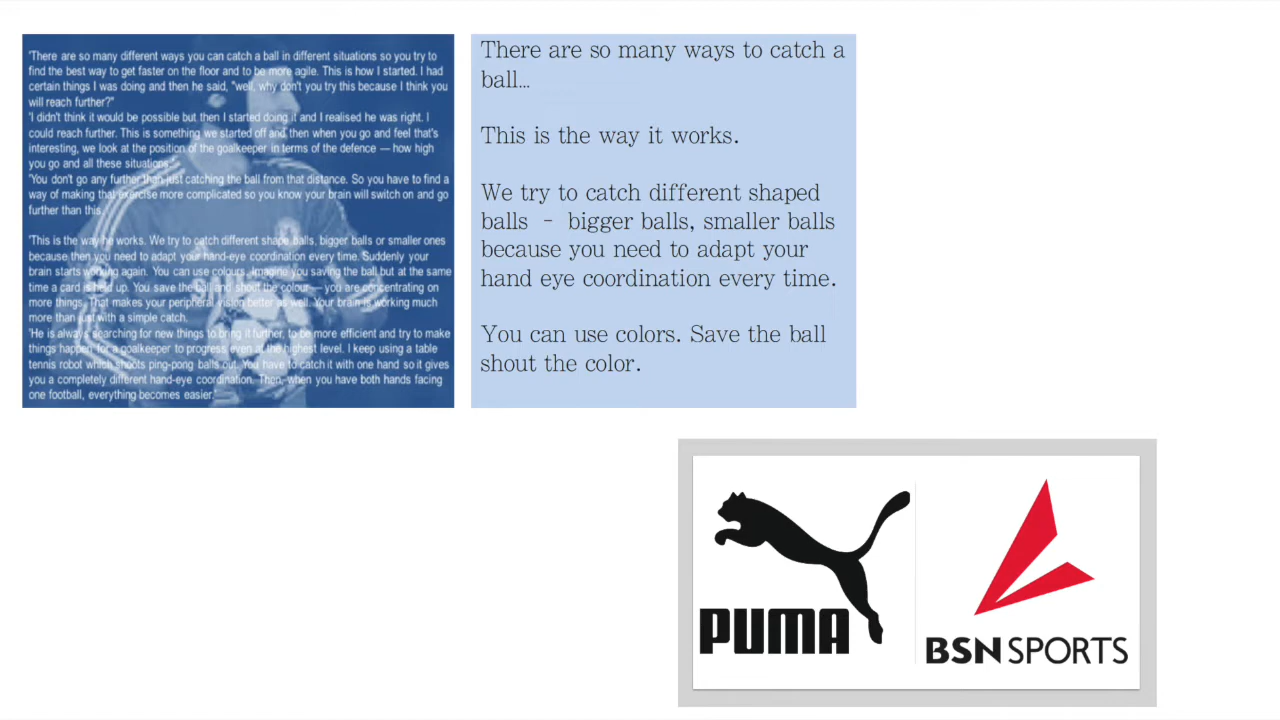 'There are so many different ways you can catch a ball in different situations so you try to
find the best way to get faster on the floor and to be more agile. This is how I started. I had
certain things I was doing and then he said, "well, why don't you try this because I think you
will reach further?"
'I didn't think it would be possible but then I started doing it and I realised he was right. I
could reach further. This is something we started off and then when you go and feel that's
interesting, we look at the position of the goalkeeper in terms of the defence — how high
you go and all these situations.'
'You don't go any further than just catching the ball from that distance. So you have to find a
way of making that exercise more complicated so you know your brain will switch on and go
further than this.
'This is the way he works. We try to catch different shape balls, bigger balls or smaller ones
because then you need to adapt your hand-eye coordination every time. Suddenly your
brain starts working again. You can use colours. Imagine you saving the ball but at the same
time a card is held up. You save the ball and shout the colour — you are concentrating on
more things. That makes your peripheral vision better as well. Your brain is working much
more than just with a simple catch.
'He is always searching for new things to bring it further, to be more efficient and try to make
things happen for a goalkeeper to progress even at the highest level. I keep using a table
tennis robot which shoots ping-pong balls out. You have to catch it with one hand so it gives
you a completely different hand-eye coordination. Then, when you have both hands facing
one football, everything becomes easier.'
There are so many ways to catch a
ball…
This is the way it works.
We try to catch different shaped
balls - bigger balls, smaller balls
because you need to adapt your
hand eye coordination every time.
You can use colors. Save the ball
shout the color.
PUMA
BSN SPORTS